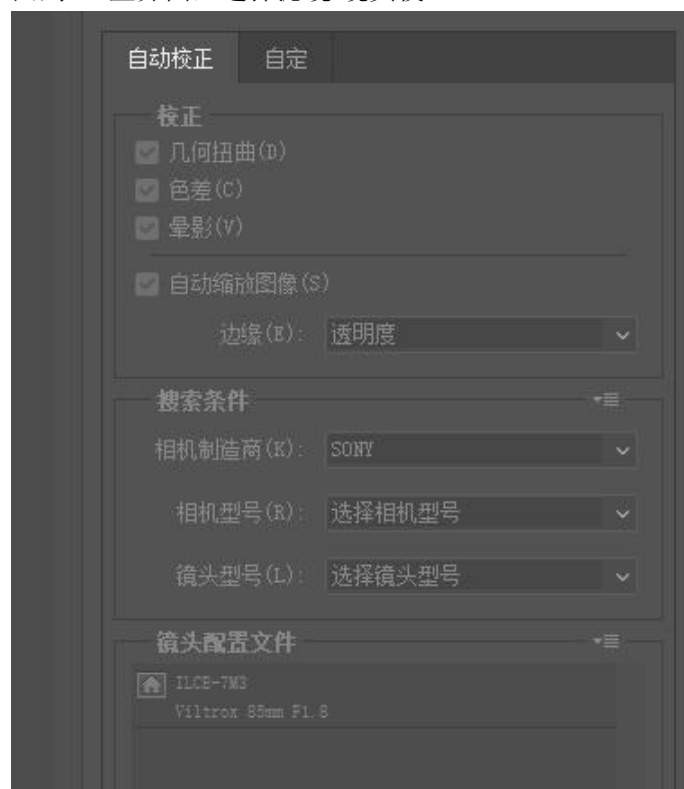 自动校正 自定
校正
几何扭曲(D)
色差(C)
晕影(V)
自动缩放图像(S)
边缘(E): 透明度
搜索条件
相机制造商(K): SONY
相机型号(R): 选择相机型号
镜头型号(L): 选择镜头型号
镜头配置文件
ILCE-7M3
Viltrox 85mm F1.8